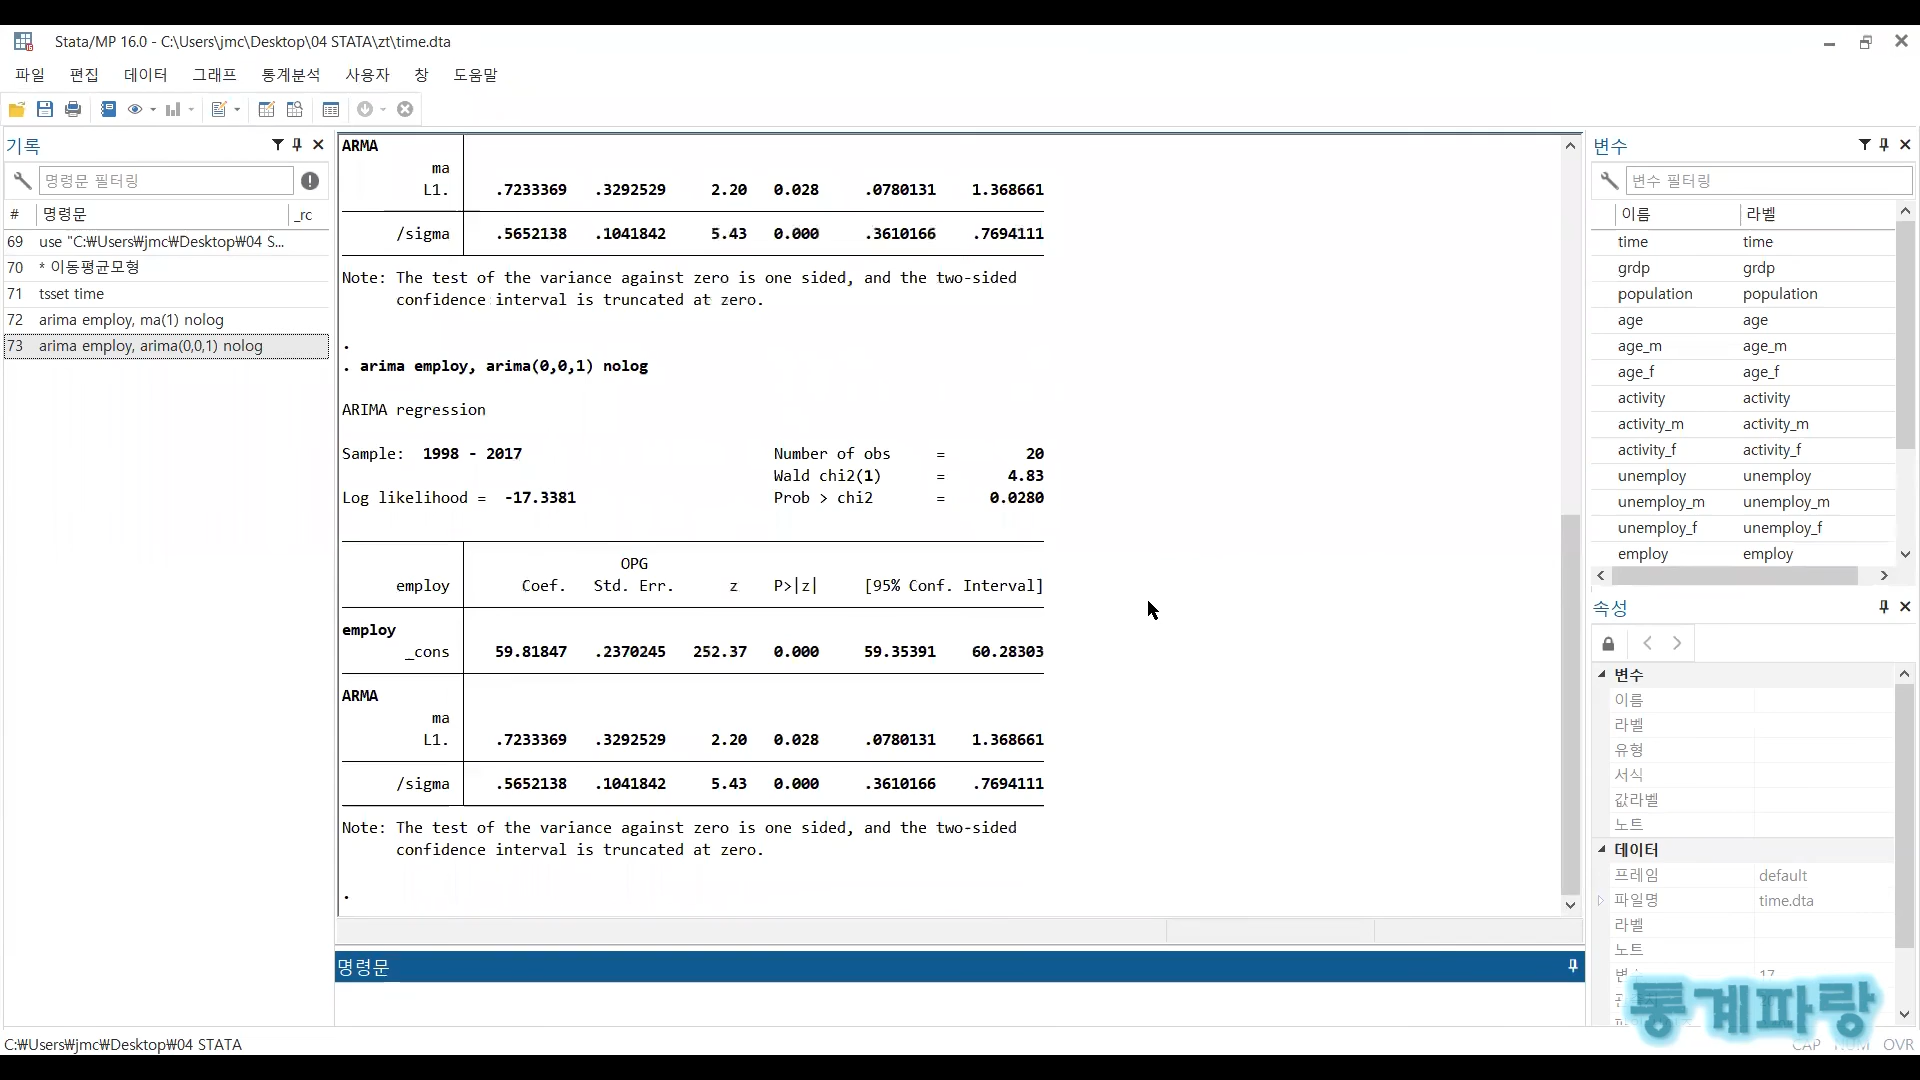 Stata/MP 16.0 - C:\Users\jmc\Desktop\04 STATA\zt\time.dta
파일 편집 데이터 그래프 통계분석 사용자 창 도움말
기록
명령문 필터링
# 명령문 _rc
69 use "C:₩Users₩jmc₩Desktop₩04 S...
70 * 이동평균모형
71 tsset time
72 arima employ, ma(1) nolog
73 arima employ, arima(0,0,1) nolog
ARMA
ma
L1. .7233369 .3292529 2.20 0.028 .0780131 1.368661
/sigma .5652138 .1041842 5.43 0.000 .3610166 .7694111
Note: The test of the variance against zero is one sided, and the two-sided
confidence interval is truncated at zero.
.
. arima employ, arima(0,0,1) nolog
ARIMA regression
Sample: 1998 - 2017 Number of obs = 20
Wald chi2(1) = 4.83
Log likelihood = -17.3381 Prob > chi2 = 0.0280
OPG
employ Coef. Std. Err. z P>|z| [95% Conf. Interval]
employ
_cons 59.81847 .2370245 252.37 0.000 59.35391 60.28303
ARMA
ma
L1. .7233369 .3292529 2.20 0.028 .0780131 1.368661
/sigma .5652138 .1041842 5.43 0.000 .3610166 .7694111
Note: The test of the variance against zero is one sided, and the two-sided
confidence interval is truncated at zero.
.
명령문
변수
변수 필터링
이름 라벨
time time
grdp grdp
population population
age age
age_m age_m
age_f age_f
activity activity
activity_m activity_m
activity_f activity_f
unemploy unemploy
unemploy_m unemploy_m
unemploy_f unemploy_f
employ employ
속성
변수
이름
라벨
유형
서식
값라벨
노트
데이터
프레임 default
파일명 time.dta
라벨
노트
17
통계파랑
C:₩Users₩jmc₩Desktop₩04 STATA
CAP NUM OVR